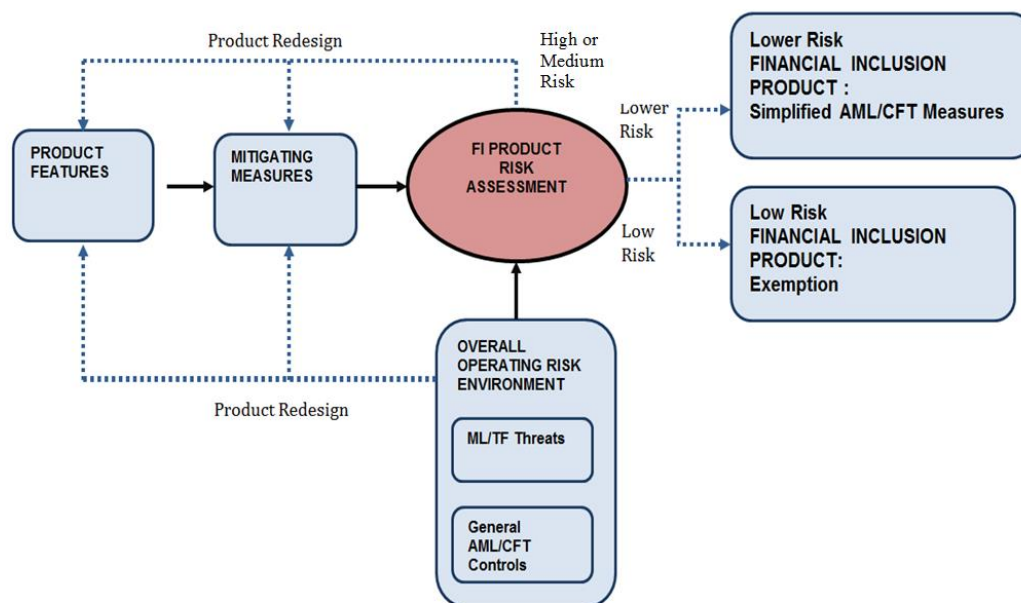 Product Redesign
High or
Medium
Risk
Lower Risk
FINANCIAL INCLUSION
PRODUCT :
Simplified AML/CFT Measures
Lower
Risk
PRODUCT
FEATURES
MITIGATING
MEASURES
FI PRODUCT
RISK
ASSESSMENT
Low
Risk
Low Risk
FINANCIAL INCLUSION
PRODUCT:
Exemption
OVERALL
OPERATING RISK
ENVIRONMENT
Product Redesign
ML/TF Threats
General
AML/CFT
Controls